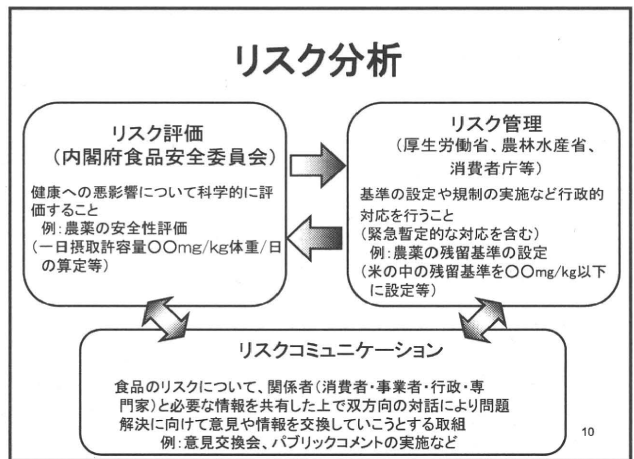 リスク分析
リスク評価
（内閣府食品安全委員会）
健康への悪影響について科学的に評
価すること
例：農薬の安全性評価
（一日摂取許容量〇〇mg/kg体重/日
の算定等）
リスク管理
（厚生労働省、農林水産省、
消費者庁等）
基準の設定や規制の実施など行政的
対応を行うこと
（緊急暫定的な対応を含む）
例：農薬の残留基準の設定
（米の中の残留基準を〇〇mg/kg以下
に設定等）
リスクコミュニケーション
食品のリスクについて、関係者（消費者・事業者・行政・専
門家）と必要な情報を共有した上で双方向の対話により問題
解決に向けて意見や情報を交換していこうとする取組
例：意見交換会、パブリックコメントの実施など
10